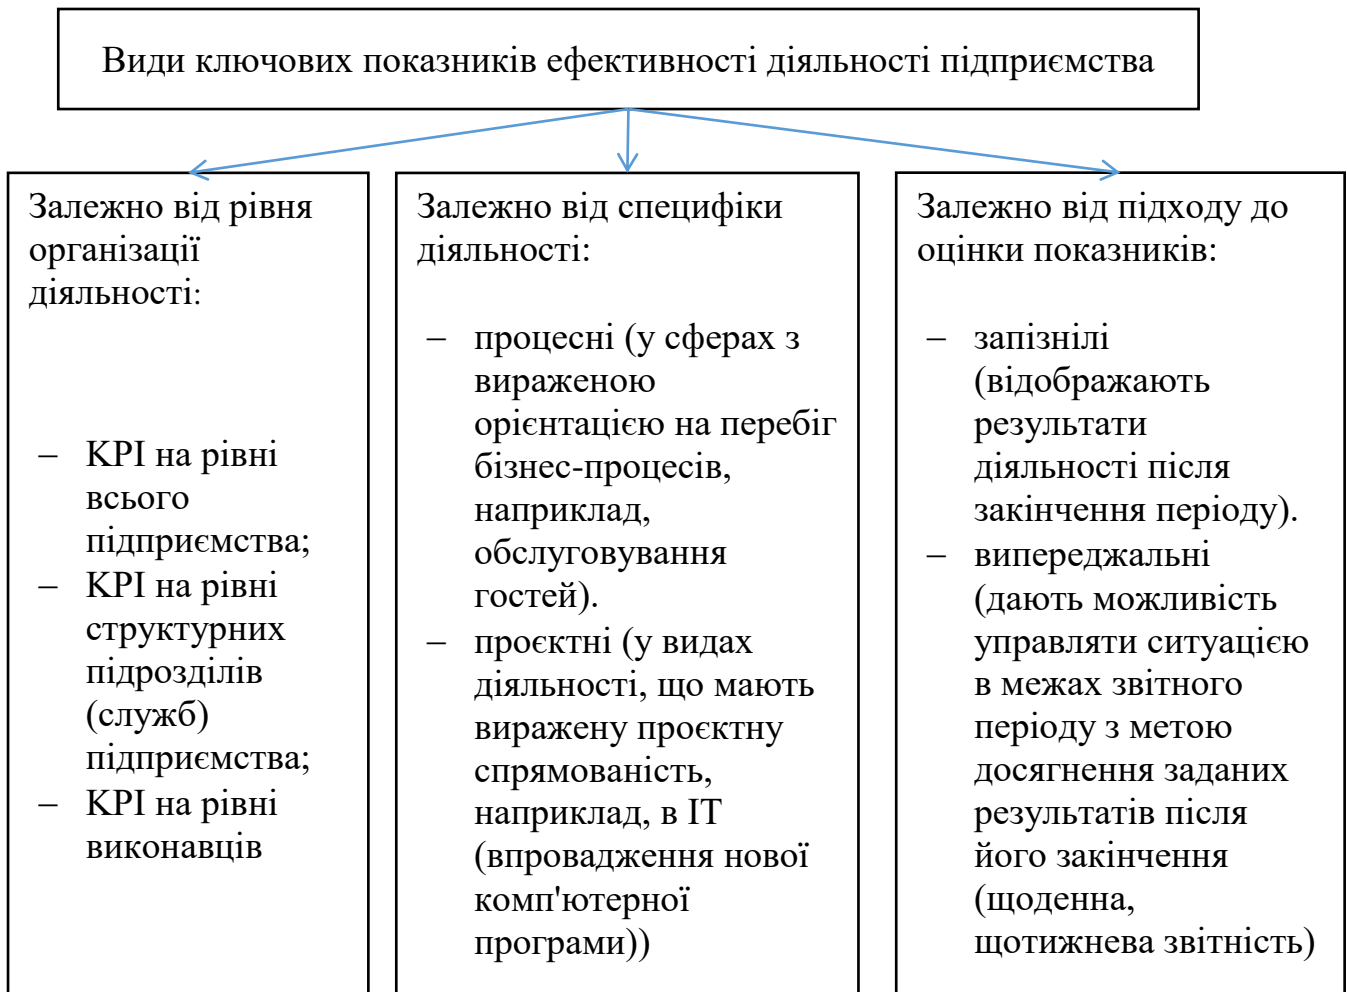 Види ключових показників ефективності діяльності підприємства
Залежно від рівня
організації
діяльності:
– KPI на рівні
всього
підприємства;
– KPI на рівні
структурних
підрозділів
(служб)
підприємства;
– KPI на рівні
виконавців
Залежно від специфіки
діяльності:
– процесні (у сферах з
вираженою
орієнтацією на перебіг
бізнес-процесів,
наприклад,
обслуговування
гостей).
– проєктні (у видах
діяльності, що мають
виражену проєктну
спрямованість,
наприклад, в ІТ
(впровадження нової
комп'ютерної
програми))
Залежно від підходу до
оцінки показників:
– запізнілі
(відображають
результати
діяльності після
закінчення періоду).
– випереджальні
(дають можливість
управляти ситуацією
в межах звітного
періоду з метою
досягнення заданих
результатів після
його закінчення
(щоденна,
щотижнева звітність)